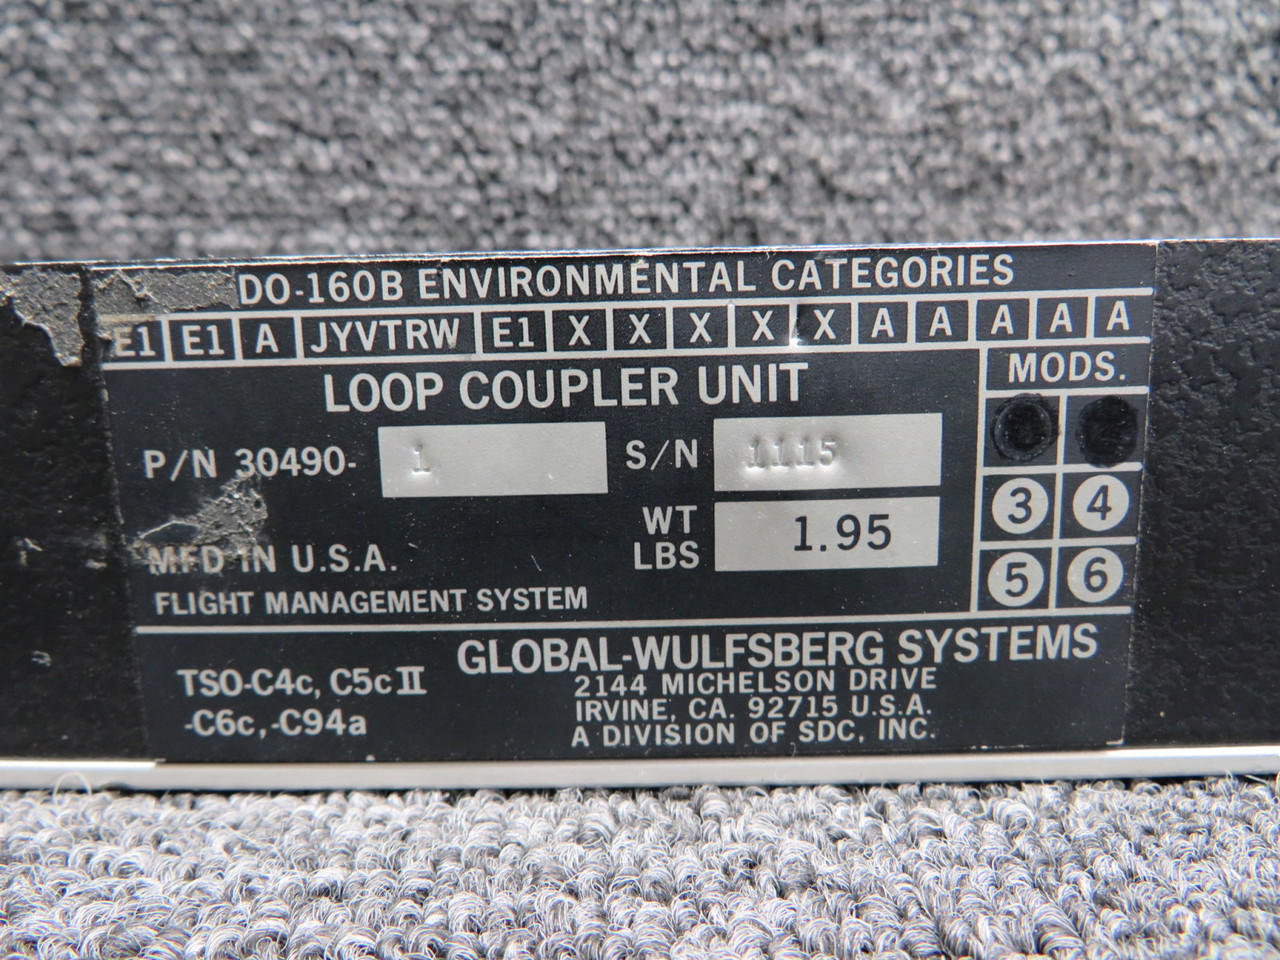 DO-160B ENVIRONMENTAL CATEGORIES
E1 E1 A JYVTRW E1 X X X X X A A A A A
LOOP COUPLER UNIT
MODS.
P/N 30490- 1 S/N 1115
WT LBS 1.95
3 4
5 6
MFD IN U.S.A.
FLIGHT MANAGEMENT SYSTEM
GLOBAL-WULFSBERG SYSTEMS
2144 MICHELSON DRIVE
IRVINE, CA. 92715 U.S.A.
A DIVISION OF SDC, INC.
TSO-C4c, C5c II
-C6c,-C94a